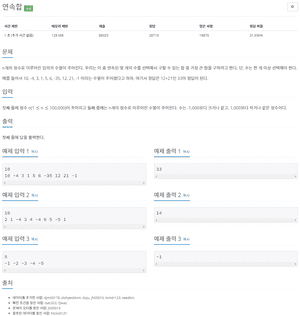 연속합
시간 제한 메모리 제한 제출 정답 맞힌 사람 정답 비율
128 MB
문제
n개의 정수로 이루어진 임의의 수열이 주어진다. 우리는 이 중 연속된 몇 개의 수를 선택해서 구할 수 있는 합 중 가장 큰 합을 구하려고 한다. 단, 수는 한 개 이상 선택해야 한다.
예를 들어서 10, -4, 3, 1, 5, 6, -35, 12, 21, -1 이라는 수열이 주어졌다고 하자. 여기서 정답은 12+21인 33이 정답이 된다.
입력
첫째 줄에 정수 n(1 ≤ n ≤ 100,000)이 주어지고 둘째 줄에는 n개의 정수로 이루어진 수열이 주어진다. 수는 -1,000보다 크거나 같고, 1,000보다 작거나 같은 정수이다.
출력
첫째 줄에 답을 출력한다.
예제 입력 1 복사
10
10 -4 3 1 5 6 -35 12 21 -1
예제 출력 1 복사
33
예제 입력 2 복사
10
2 1 -4 3 4 -4 6 5 -5 1
예제 출력 2 복사
14
예제 입력 3 복사
5
-1 -2 -3 -4 -5
예제 출력 3 복사
-1
출처